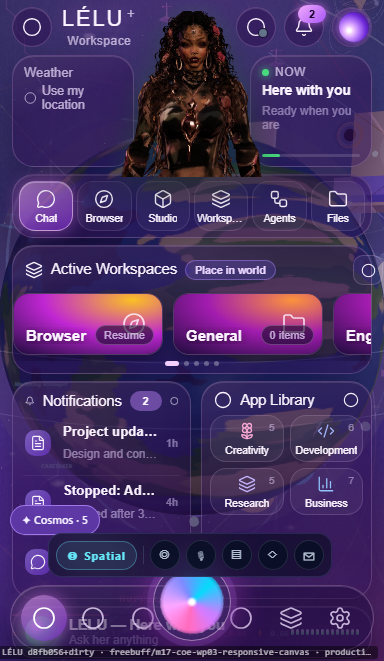 LÉLU+
Workspace
2
Weather
Use my
location
NOW
Here with you
Ready when you
are
Chat
Browser
Studio
Worksp…
Agents
Files
Active Workspaces
Place in world
Browser
Resume
General
0 items
Eng
Notifications
2
Project upda…
Design and con…
1h
Stopped: Ad…
ed after 3…
4h
App Library
Creativity
5
Development
6
Research
5
Business
7
✦ Cosmos · 5
Spatial
LÉLU — Here with you
Ask her anything
LÉLU d8fb056+dirty · freebuff/m17-coe-wp03-responsive-canvas · producti…